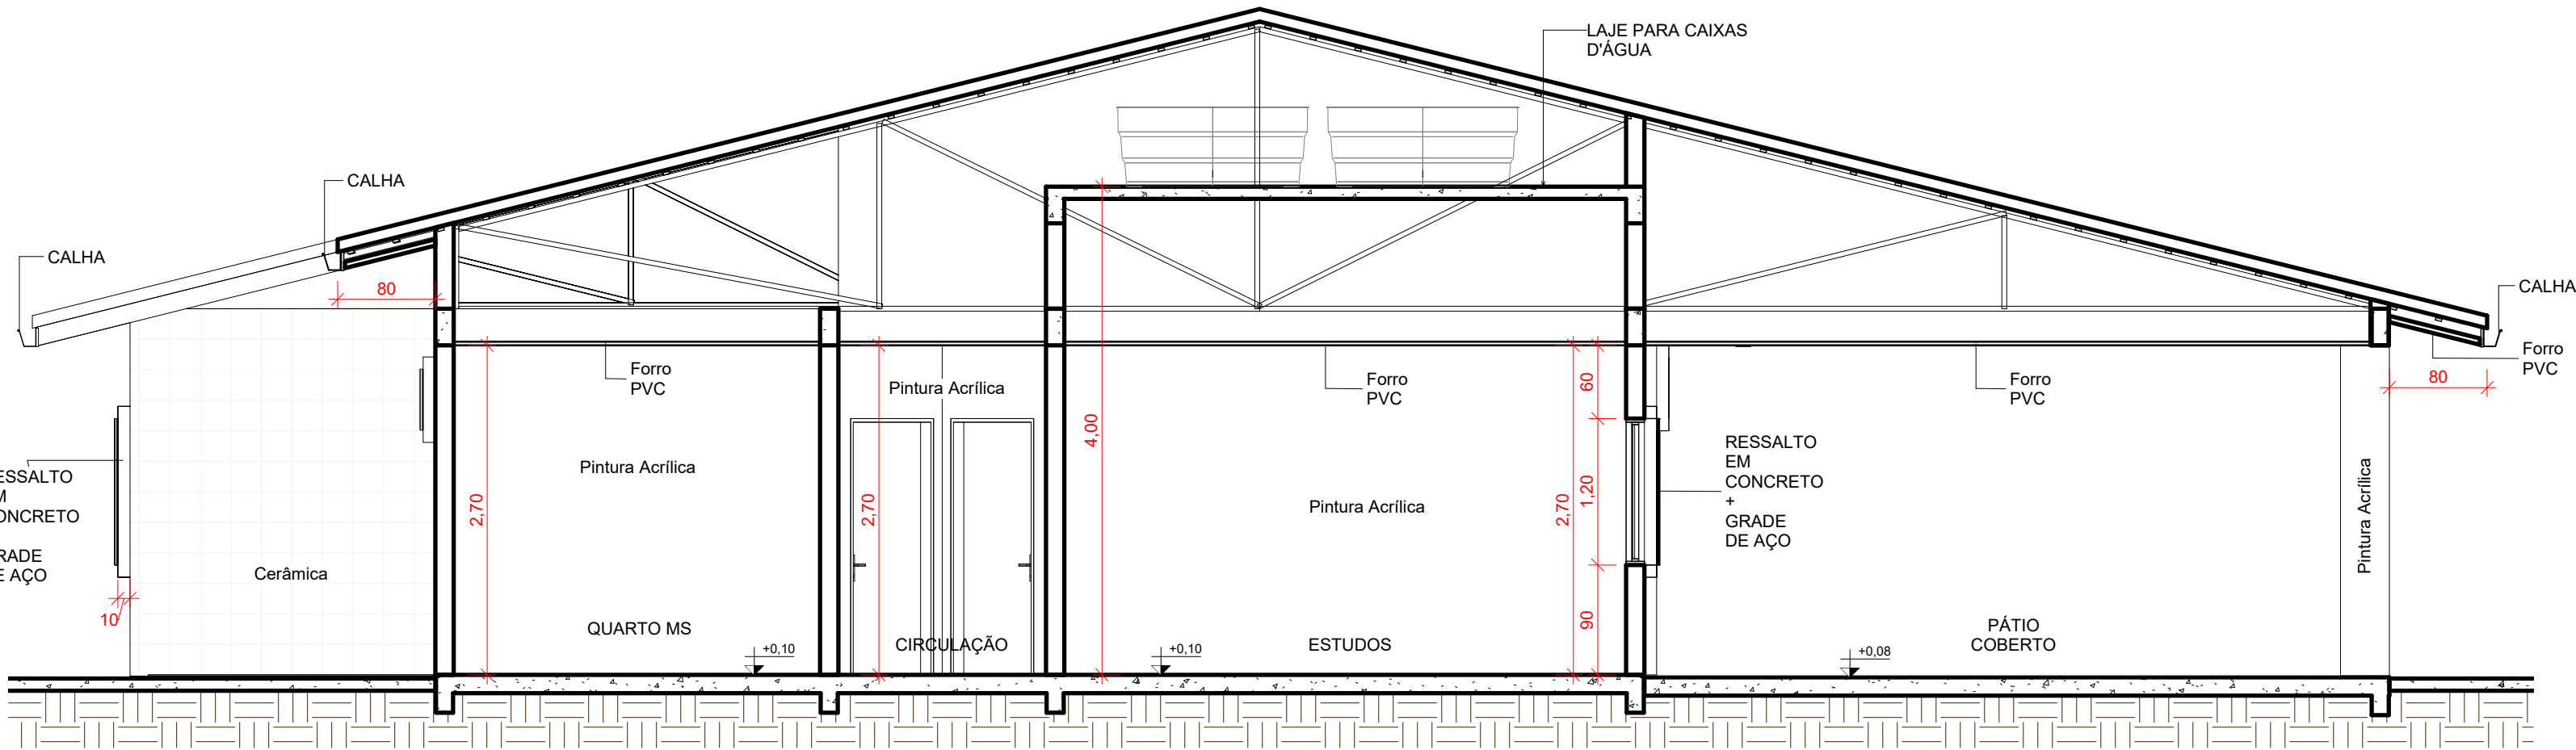 LAJE PARA CAIXAS
D'ÁGUA
CALHA
CALHA
CALHA
80
Forro
PVC
Forro
PVC
Forro
PVC
Forro
PVC
80
Pintura Acrílica
60
4,00
RESSALTO
EM
CONCRETO
+
GRADE
DE AÇO
ESSALTO
M
ONCRETO
RADE
E AÇO
Pintura Acrílica
Pintura Acrílica
Pintura Acrílica
2,70
2,70
2,70
1,20
Cerâmica
10
90
QUARTO MS
CIRCULAÇÃO
ESTUDOS
PÁTIO
COBERTO
+0,10
+0,10
+0,08